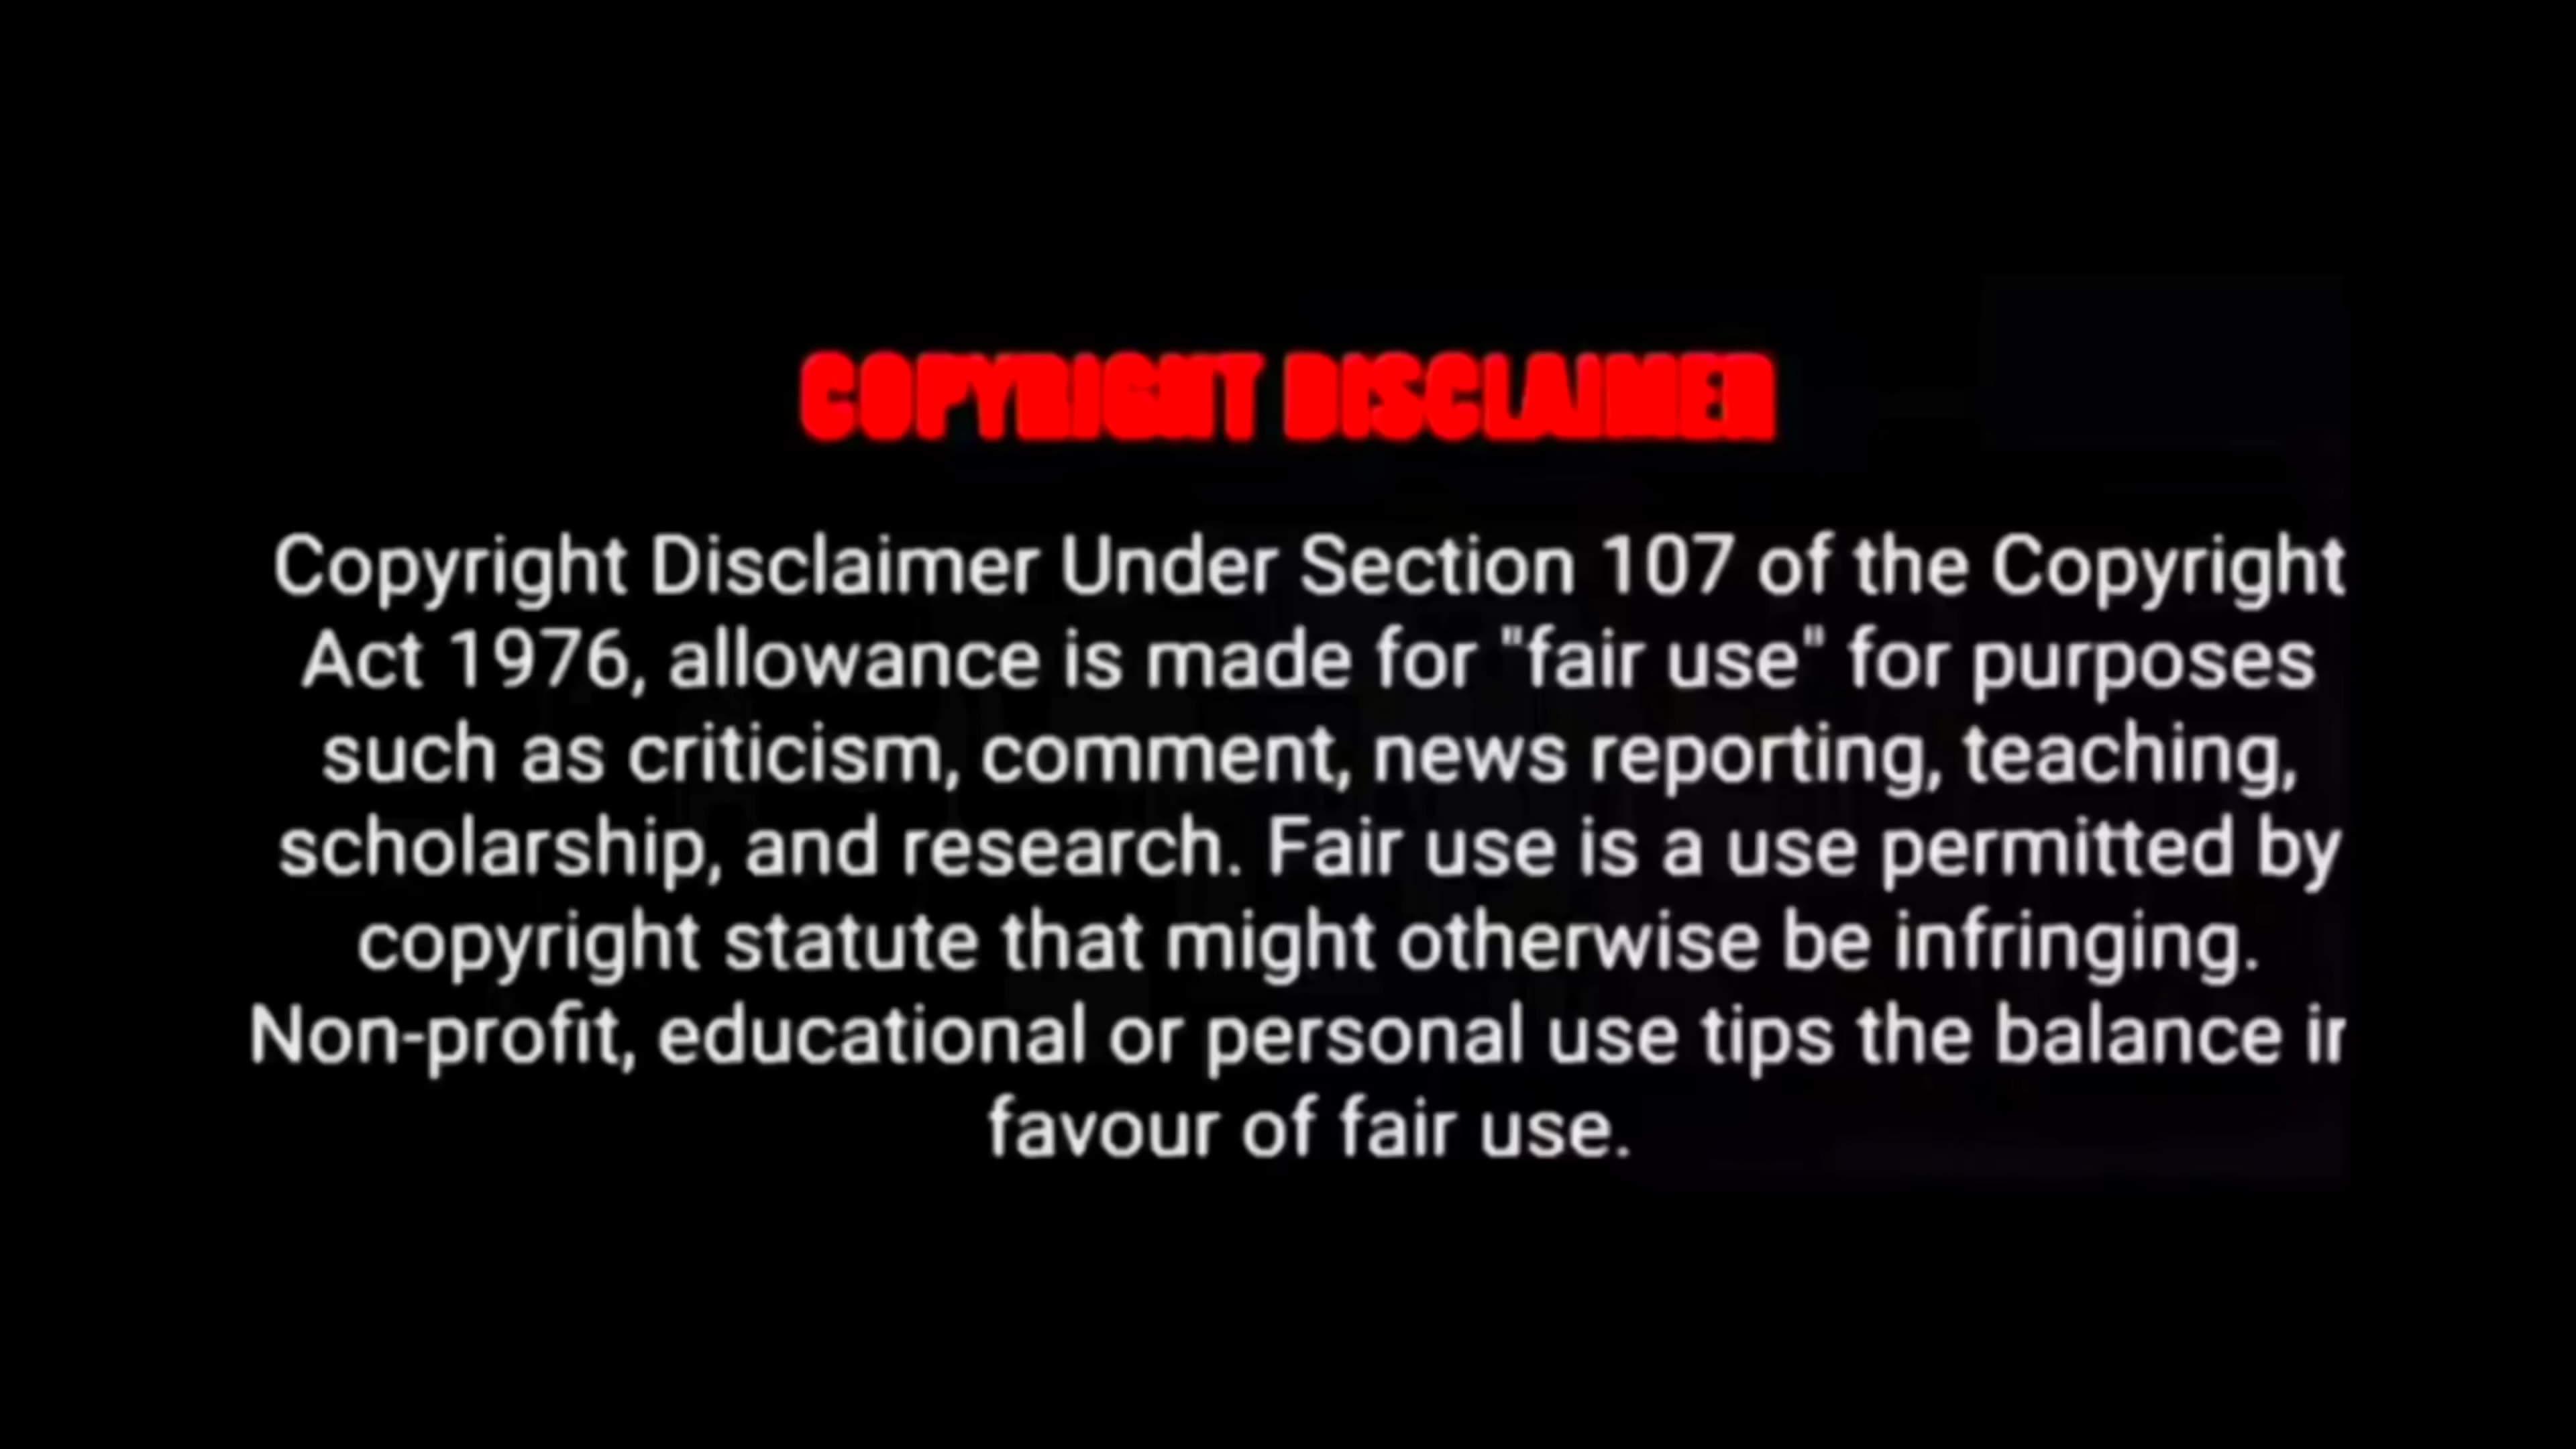 COPYRIGHT DISCLAIMER
Copyright Disclaimer Under Section 107 of the Copyright
Act 1976, allowance is made for "fair use" for purposes
such as criticism, comment, news reporting, teaching,
scholarship, and research. Fair use is a use permitted by
copyright statute that might otherwise be infringing.
Non-profit, educational or personal use tips the balance in
favour of fair use.